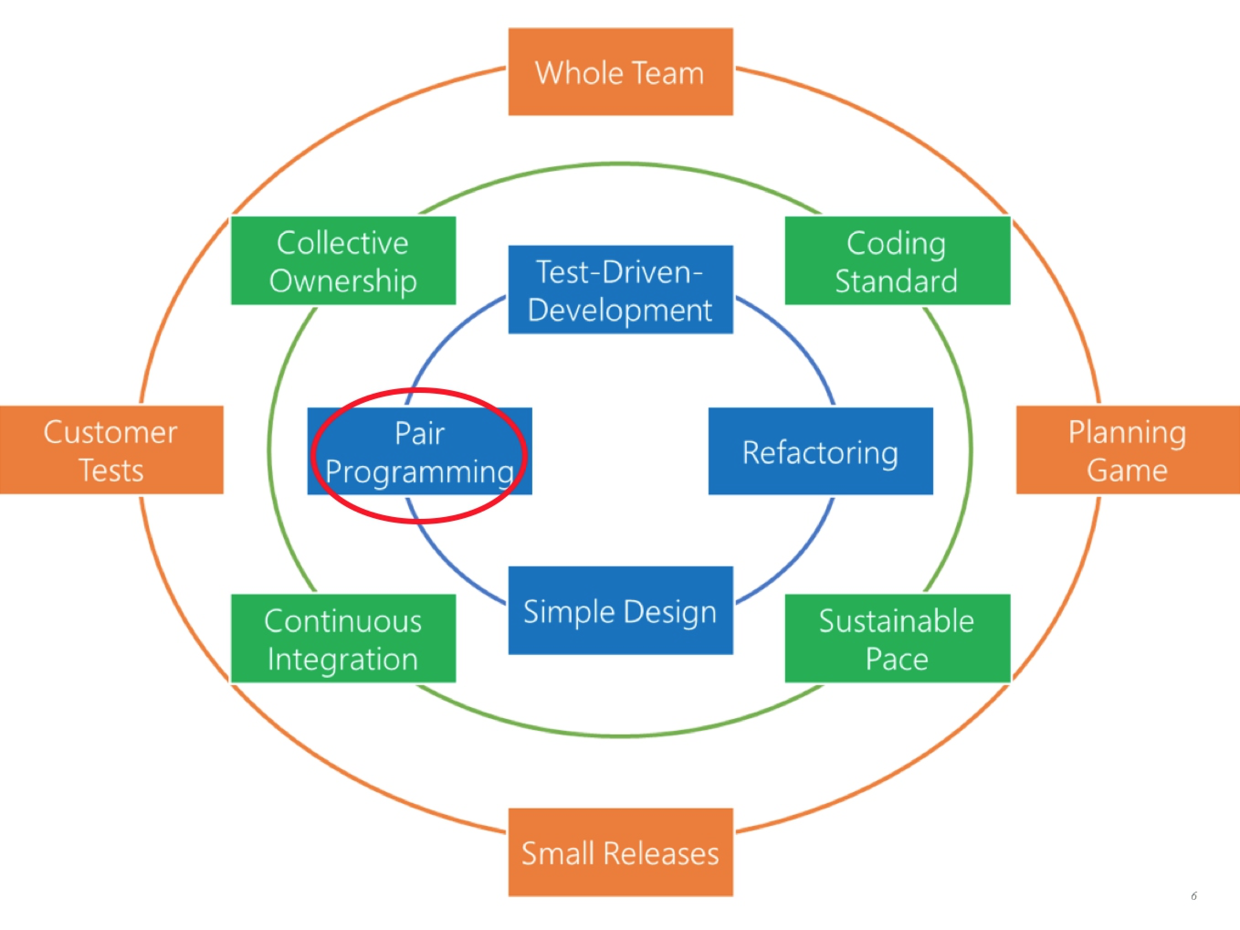 Whole Team
Collective
Ownership
Coding
Standard
Test-Driven-
Development
Customer
Tests
Pair
Programming
Refactoring
Planning
Game
Continuous
Integration
Simple Design
Sustainable
Pace
Small Releases
6